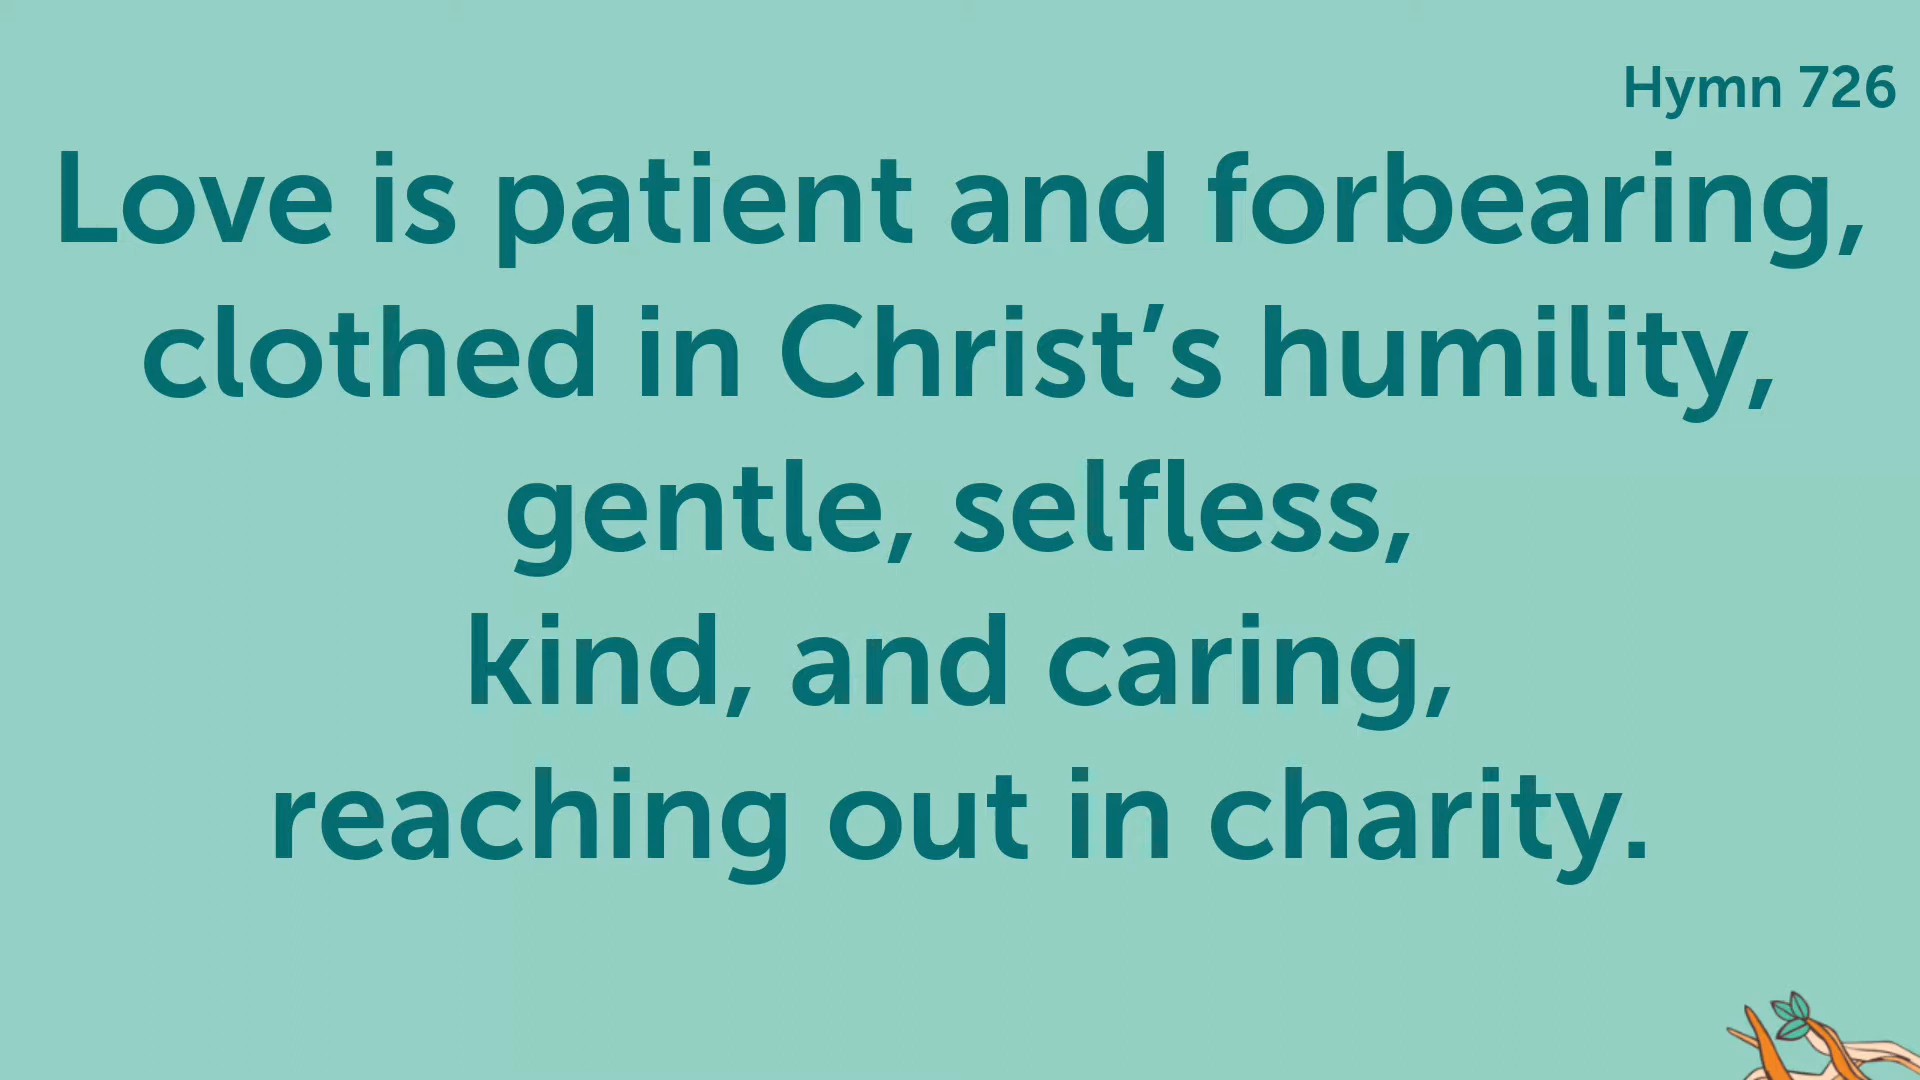 Hymn 726
Love is patient and forbearing,
clothed in Christ’s humility,
gentle, selfless,
kind, and caring,
reaching out in charity.